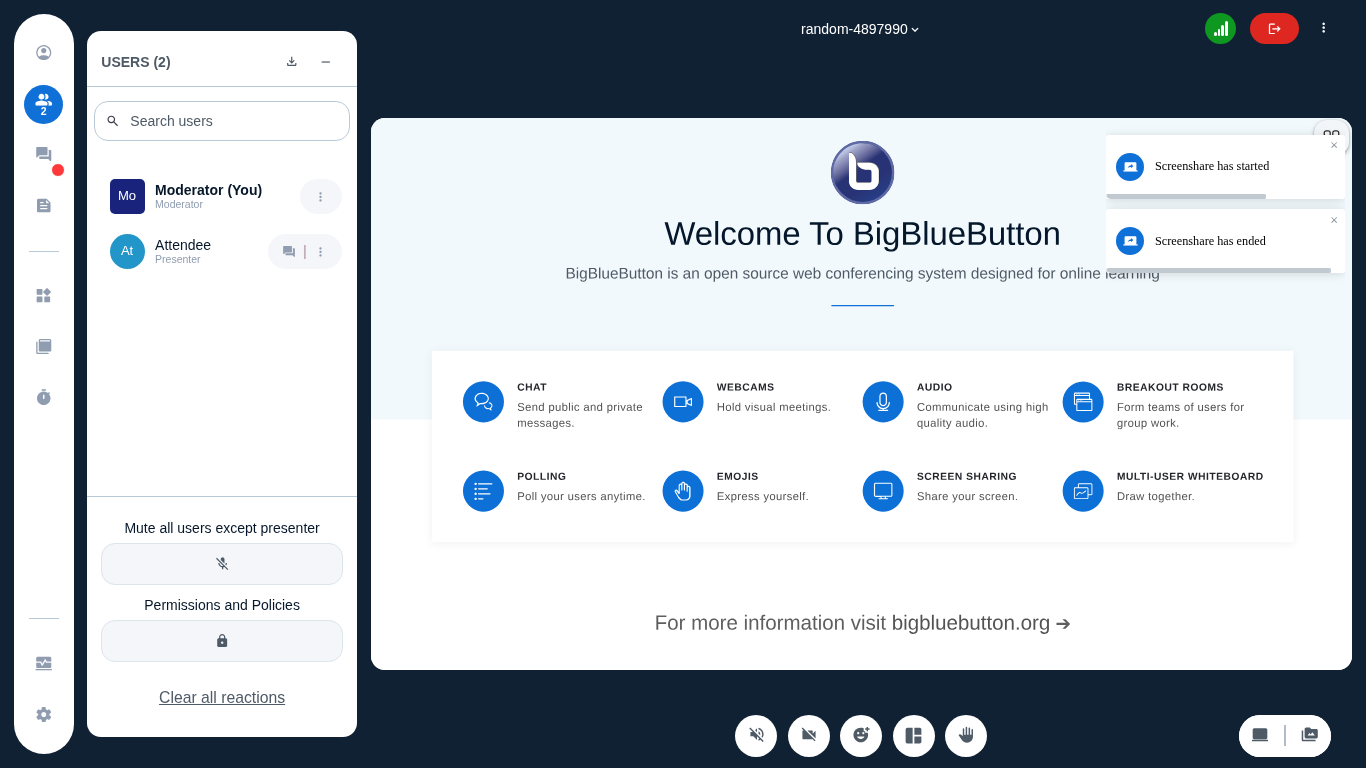 random-4897990
USERS (2)
2
Search users
Mo
Moderator (You)
Moderator
At
Attendee
Presenter
Mute all users except presenter
Permissions and Policies
Clear all reactions
Screenshare has started
Screenshare has ended
Welcome To BigBlueButton
BigBlueButton is an open source web conferencing system designed for online learning
CHAT
Send public and private
messages.
WEBCAMS
Hold visual meetings.
AUDIO
Communicate using high
quality audio.
BREAKOUT ROOMS
Form teams of users for
group work.
POLLING
Poll your users anytime.
EMOJIS
Express yourself.
SCREEN SHARING
Share your screen.
MULTI-USER WHITEBOARD
Draw together.
For more information visit bigbluebutton.org ➔